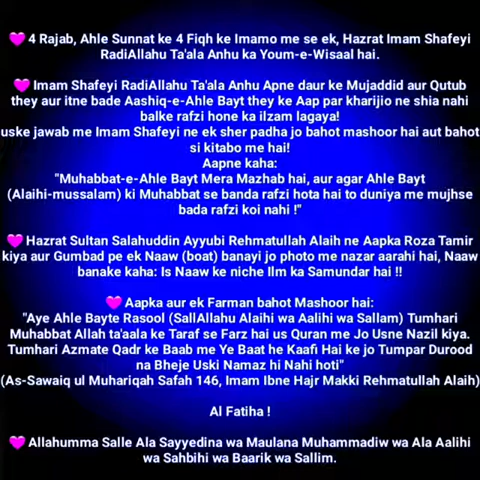 💜 4 Rajab, Ahle Sunnat ke 4 Fiqh ke Imamo me se ek, Hazrat Imam Shafeyi
RadiAllahu Ta'ala Anhu ka Youm-e-Wisaal hai.
💜 Imam Shafeyi RadiAllahu Ta'ala Anhu Apne daur ke Mujaddid aur Qutub
they aur itne bade Aashiq-e-Ahle Bayt they ke Aap par kharijio ne shia nahi
balke rafzi hone ka ilzam lagaya!
uske jawab me Imam Shafeyi ne ek sher padha jo bahot mashoor hai aut bahot
si kitabo me hai!
Aapne kaha:
"Muhabbat-e-Ahle Bayt Mera Mazhab hai, aur agar Ahle Bayt
(Alaihi-mussalam) ki Muhabbat se banda rafzi hota hai to duniya me mujhse
bada rafzi koi nahi !"
💜 Hazrat Sultan Salahuddin Ayyubi Rehmatullah Alaih ne Aapka Roza Tamir
kiya aur Gumbad pe ek Naaw (boat) banayi jo photo me nazar aarahi hai, Naaw
banake kaha: Is Naaw ke niche Ilm ka Samundar hai !!
💜 Aapka aur ek Farman bahot Mashoor hai:
"Aye Ahle Bayte Rasool (SallAllahu Alaihi wa Aalihi wa Sallam) Tumhari
Muhabbat Allah ta'aala ke Taraf se Farz hai us Quran me Jo Usne Nazil kiya.
Tumhari Azmate Qadr ke Baab me Ye Baat he Kaafi Hai ke jo Tumpar Durood
na Bheje Uski Namaz hi Nahi hoti"
(As-Sawaiq ul Muhariqah Safah 146, Imam Ibne Hajr Makki Rehmatullah Alaih)
Al Fatiha !
💜 Allahumma Salle Ala Sayyedina wa Maulana Muhammadiw wa Ala Aalihi
wa Sahbihi wa Baarik wa Sallim.